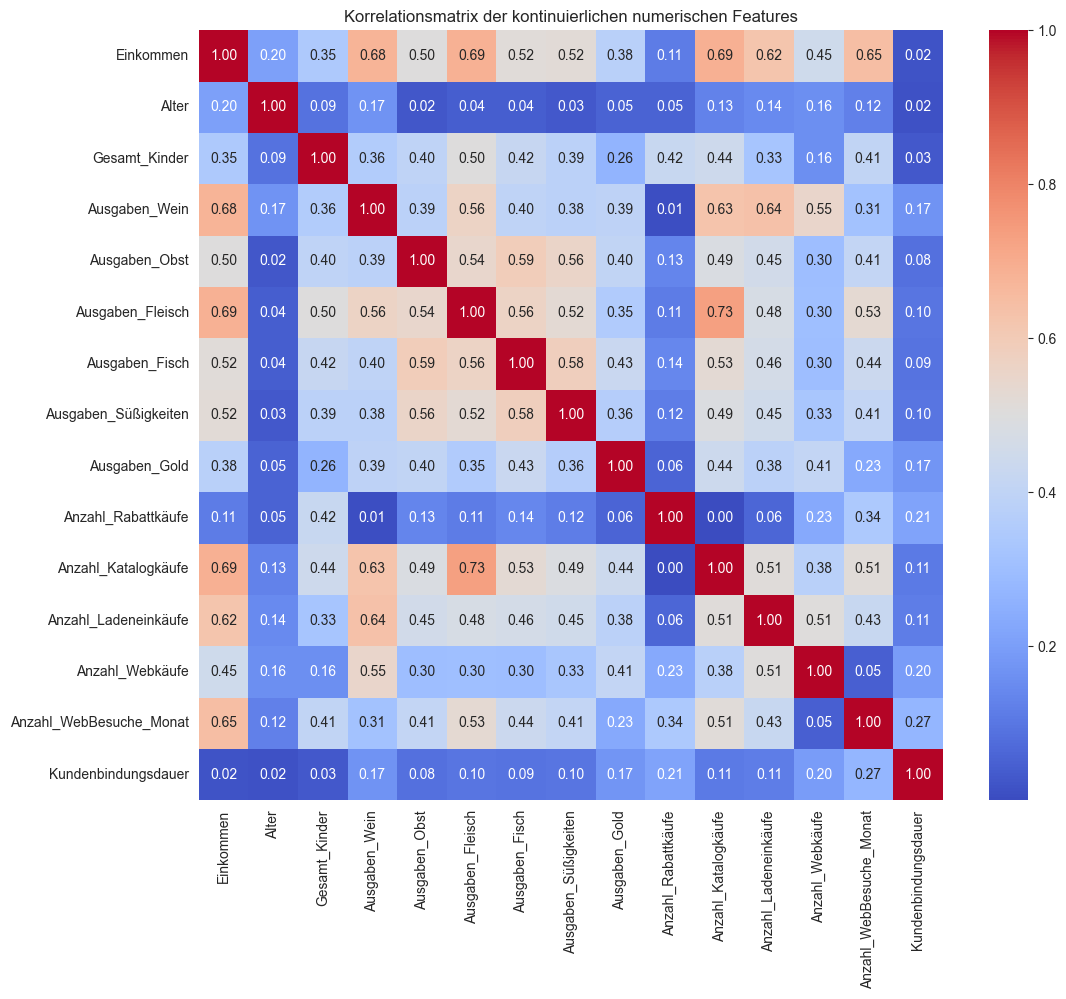 Korrelationsmatrix der kontinuierlichen numerischen Features
Einkommen 1.00 0.20 0.35 0.68 0.50 0.69 0.52 0.52 0.38 0.11 0.69 0.62 0.45 0.65 0.02
Alter 0.20 1.00 0.09 0.17 0.02 0.04 0.04 0.03 0.05 0.05 0.13 0.14 0.16 0.12 0.02
Gesamt_Kinder 0.35 0.09 1.00 0.36 0.40 0.50 0.42 0.39 0.26 0.42 0.44 0.33 0.16 0.41 0.03
Ausgaben_Wein 0.68 0.17 0.36 1.00 0.39 0.56 0.40 0.38 0.39 0.01 0.63 0.64 0.55 0.31 0.17
Ausgaben_Obst 0.50 0.02 0.40 0.39 1.00 0.54 0.59 0.56 0.40 0.13 0.49 0.45 0.30 0.41 0.08
Ausgaben_Fleisch 0.69 0.04 0.50 0.56 0.54 1.00 0.56 0.52 0.35 0.11 0.73 0.48 0.30 0.53 0.10
Ausgaben_Fisch 0.52 0.04 0.42 0.40 0.59 0.56 1.00 0.58 0.43 0.14 0.53 0.46 0.30 0.44 0.09
Ausgaben_Süßigkeiten 0.52 0.03 0.39 0.38 0.56 0.52 0.58 1.00 0.36 0.12 0.49 0.45 0.33 0.41 0.10
Ausgaben_Gold 0.38 0.05 0.26 0.39 0.40 0.35 0.43 0.36 1.00 0.06 0.44 0.38 0.41 0.23 0.17
Anzahl_Rabattkäufe 0.11 0.05 0.42 0.01 0.13 0.11 0.14 0.12 0.06 1.00 0.00 0.06 0.23 0.34 0.21
Anzahl_Katalogkäufe 0.69 0.13 0.44 0.63 0.49 0.73 0.53 0.49 0.44 0.00 1.00 0.51 0.38 0.51 0.11
Anzahl_Ladeneinkäufe 0.62 0.14 0.33 0.64 0.45 0.48 0.46 0.45 0.38 0.06 0.51 1.00 0.51 0.43 0.11
Anzahl_Webkäufe 0.45 0.16 0.16 0.55 0.30 0.30 0.30 0.33 0.41 0.23 0.38 0.51 1.00 0.05 0.20
Anzahl_WebBesuche_Monat 0.65 0.12 0.41 0.31 0.41 0.53 0.44 0.41 0.23 0.34 0.51 0.43 0.05 1.00 0.27
Kundenbindungsdauer 0.02 0.02 0.03 0.17 0.08 0.10 0.09 0.10 0.17 0.21 0.11 0.11 0.20 0.27 1.00
Einkommen
Alter
Gesamt_Kinder
Ausgaben_Wein
Ausgaben_Obst
Ausgaben_Fleisch
Ausgaben_Fisch
Ausgaben_Süßigkeiten
Ausgaben_Gold
Anzahl_Rabattkäufe
Anzahl_Katalogkäufe
Anzahl_Ladeneinkäufe
Anzahl_Webkäufe
Anzahl_WebBesuche_Monat
Kundenbindungsdauer
1.0
0.8
0.6
0.4
0.2